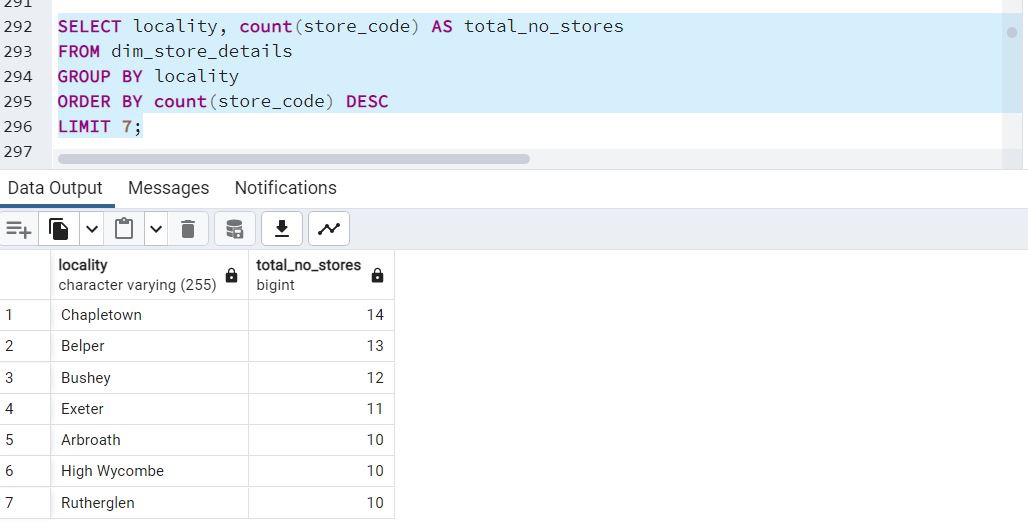 291
292 SELECT locality, count(store_code) AS total_no_stores
293 FROM dim_store_details
294 GROUP BY locality
295 ORDER BY count(store_code) DESC
296 LIMIT 7;
297
Data Output Messages Notifications
locality total_no_stores
character varying (255) bigint
1 Chapletown 14
2 Belper 13
3 Bushey 12
4 Exeter 11
5 Arbroath 10
6 High Wycombe 10
7 Rutherglen 10